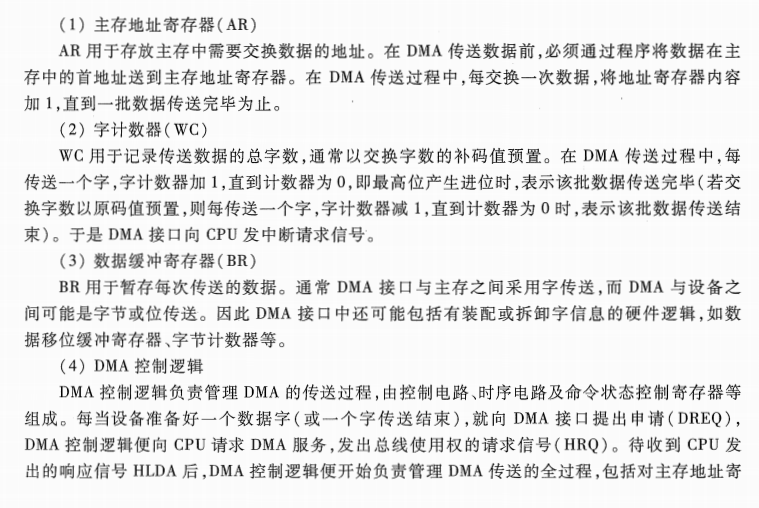 （1）主存地址寄存器（AR）
AR 用于存放主存中需要交换数据的地址。在 DMA 传送数据前，必须通过程序将数据在主
存中的首地址送到主存地址寄存器。在 DMA 传送过程中，每交换一次数据，将地址寄存器内容
加 1，直到一批数据传送完毕为止。
（2）字计数器（WC）
WC 用于记录传送数据的总字数，通常以交换字数的补码值预置。在 DMA 传送过程中，每
传送一个字，字计数器加 1，直到计数器为 0，即最高位产生进位时，表示该批数据传送完毕（若交
换字数以原码值预置，则每传送一个字，字计数器减 1，直到计数器为 0 时，表示该批数据传送结
束）。于是 DMA 接口向 CPU 发中断请求信号。
（3）数据缓冲寄存器（BR）
BR 用于暂存每次传送的数据。通常 DMA 接口与主存之间采用字传送，而 DMA 与设备之
间可能是字节或位传送。因此 DMA 接口中还可能包括有装配或拆卸字信息的硬件逻辑，如数
据移位缓冲寄存器、字节计数器等。
（4）DMA 控制逻辑
DMA 控制逻辑负责管理 DMA 的传送过程，由控制电路、时序电路及命令状态控制寄存器等
组成。每当设备准备好一个数据字（或一个字传送结束），就向 DMA 接口提出申请（DREQ），
DMA 控制逻辑便向 CPU 请求 DMA 服务，发出总线使用权的请求信号（HRQ）。待收到 CPU 发
出的响应信号 HLDA 后，DMA 控制逻辑便开始负责管理 DMA 传送的全过程，包括对主存地址寄